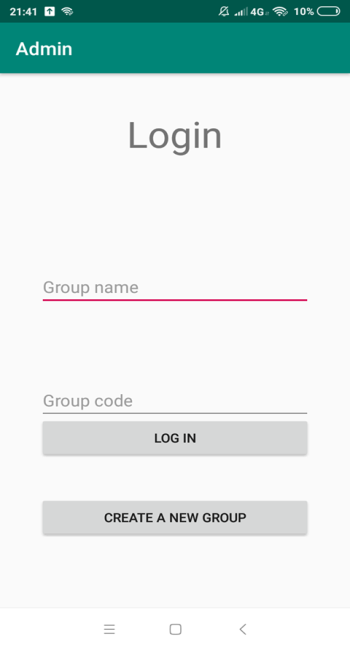 21:41 4G 10%
Admin
Login
Group name
Group code
LOG IN
CREATE A NEW GROUP